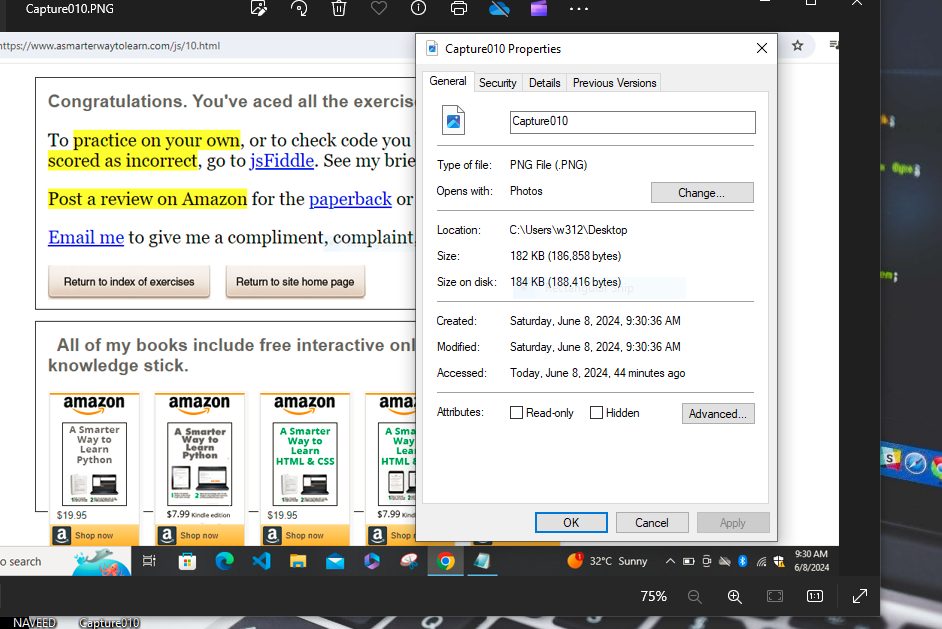 Capture010.PNG
https://www.asmarterwaytolearn.com/js/10.html
Capture010 Properties
General Security Details Previous Versions
Capture010
Type of file: PNG File (.PNG)
Opens with: Photos
Change...
Location: C:\Users\w312\Desktop
Size: 182 KB (186,858 bytes)
Size on disk: 184 KB (188,416 bytes)
Created: Saturday, June 8, 2024, 9:30:36 AM
Modified: Saturday, June 8, 2024, 9:30:36 AM
Accessed: Today, June 8, 2024, 44 minutes ago
Attributes: Read-only Hidden
Advanced...
OK Cancel Apply
Congratulations. You've aced all the exercise
To practice on your own, or to check code you
scored as incorrect, go to jsFiddle. See my brie
Post a review on Amazon for the paperback or
Email me to give me a compliment, complaint,
Return to index of exercises Return to site home page
All of my books include free interactive onl
knowledge stick.
amazon amazon amazon ama
A Smarter
Way to
Learn
Python
$19.95
Shop now
A Smarter
Way to
Learn
Python
$7.99 Kindle edition
Shop now
A Smarter
Way to
Learn
HTML & CSS
$19.95
Shop now
A Sma
Way
Lea
HTML &
$7.99 Kin
Shop now
o search
32°C Sunny
9:30 AM
6/8/2024
75%
1:1
NAVEED Capture010